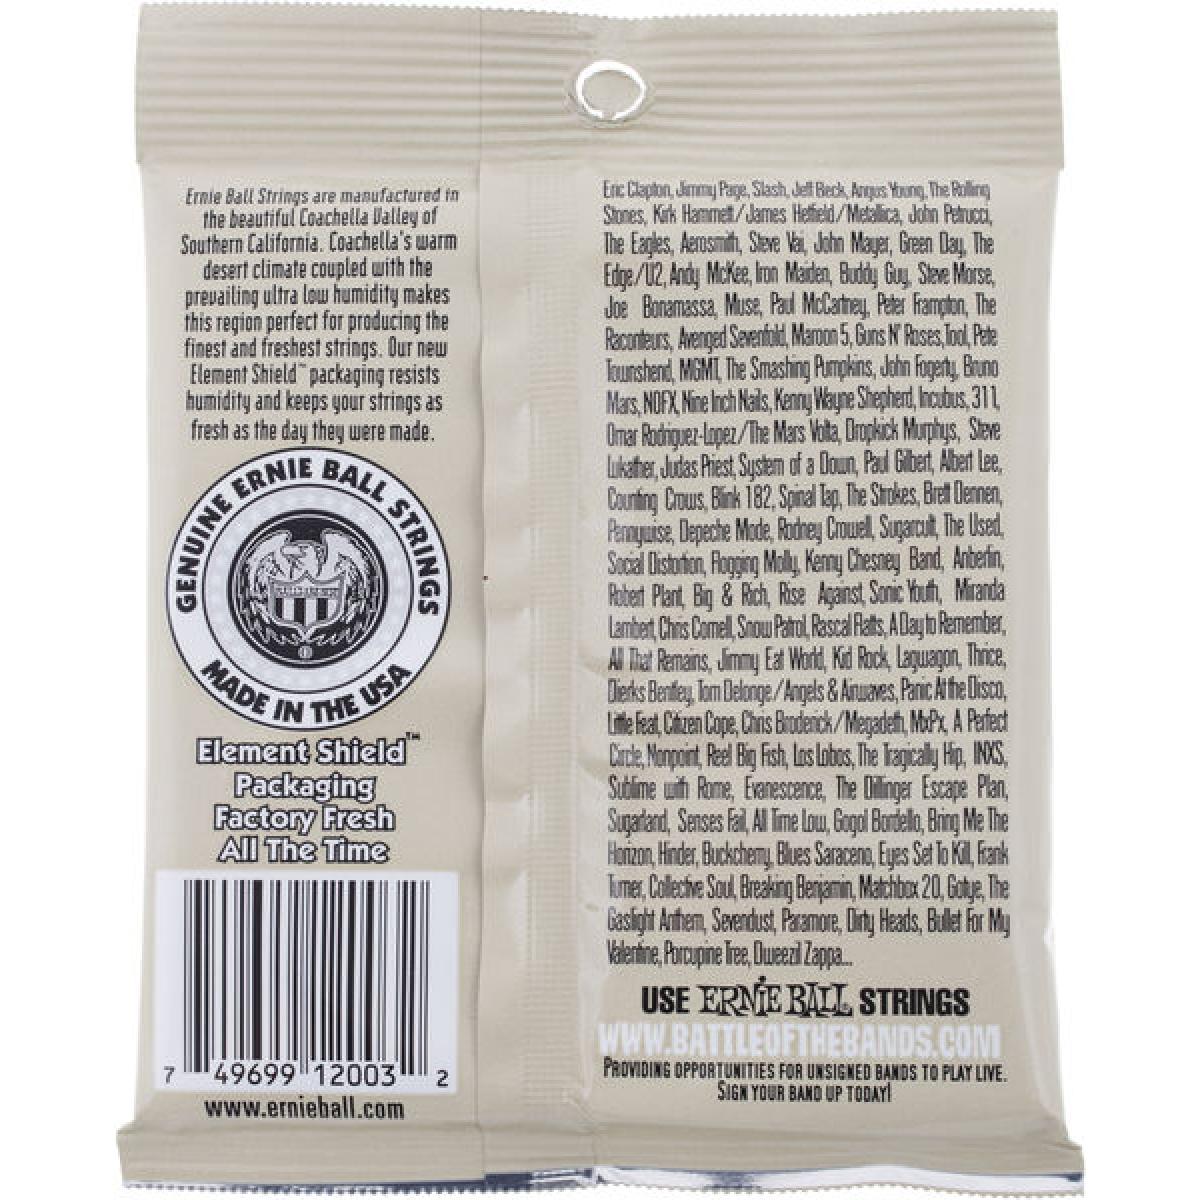 Ernie Ball Strings are manufactured in
the beautiful Coachella Valley of
Southern California. Coachella's warm
desert climate coupled with the
prevailing ultra low humidity makes
this region perfect for producing the
finest and freshest strings. Our new
Element Shield™ packaging resists
humidity and keeps your strings as
fresh as the day they were made.
GENUINE ERNIE BALL STRINGS
MADE IN THE USA
Element Shield™
Packaging
Factory Fresh
All The Time
7 49699 12003 2
www.ernieball.com
Eric Clapton, Jimmy Page, Slash, Jeff Beck, Angus Young, The Rolling
Stones, Kirk Hammett/James Hetfield/Metallica, John Petrucci,
The Eagles, Aerosmith, Steve Vai, John Mayer, Green Day, The
Edge/U2, Andy McKee, Iron Maiden, Buddy Guy, Steve Morse,
Joe Bonamassa, Muse, Paul McCartney, Peter Frampton, The
Raconteurs, Avenged Sevenfold, Maroon 5, Guns N' Roses, Tool, Pete
Townshend, MGMT, The Smashing Pumpkins, John Fogerty, Bruno
Mars, NOFX, Nine Inch Nails, Kenny Wayne Shepherd, Incubus, 311,
Omar Rodriguez-Lopez/The Mars Volta, Dropkick Murphys, Steve
Lukather, Judas Priest, System of a Down, Paul Gilbert, Albert Lee,
Counting Crows, Blink 182, Spinal Tap, The Strokes, Brett Dennen,
Pennywise, Depeche Mode, Rodney Crowell, Sugarcult, The Used,
Social Distortion, Flogging Molly, Kenny Chesney Band, Anberlin,
Robert Plant, Big & Rich, Rise Against, Sonic Youth, Miranda
Lambert, Chris Cornell, Snow Patrol, Rascal Flatts, A Day to Remember,
All That Remains, Jimmy Eat World, Kid Rock, Lagwagon, Thrice,
Dierks Bentley, Tom Delonge/Angels & Airwaves, Panic At the Disco,
Little Feat, Citizen Cope, Chris Broderick/Megadeth, MxPx, A Perfect
Circle, Nonpoint, Reel Big Fish, Los Lobos, The Tragically Hip, INXS,
Sublime with Rome, Evanescence, The Dillinger Escape Plan,
Sugarland, Senses Fail, All Time Low, Gogol Bordello, Bring Me The
Horizon, Hinder, Buckcherry, Blues Saraceno, Eyes Set To Kill, Frank
Turner, Collective Soul, Breaking Benjamin, Matchbox 20, Gotye, The
Gaslight Anthem, Sevendust, Paramore, Dirty Heads, Bullet For My
Valentine, Porcupine Tree, Dweezil Zappa...
USE ERNIE BALL STRINGS
WWW.BATTLEOFTHEBANDS.COM
PROVIDING OPPORTUNITIES FOR UNSIGNED BANDS TO PLAY LIVE.
SIGN YOUR BAND UP TODAY!